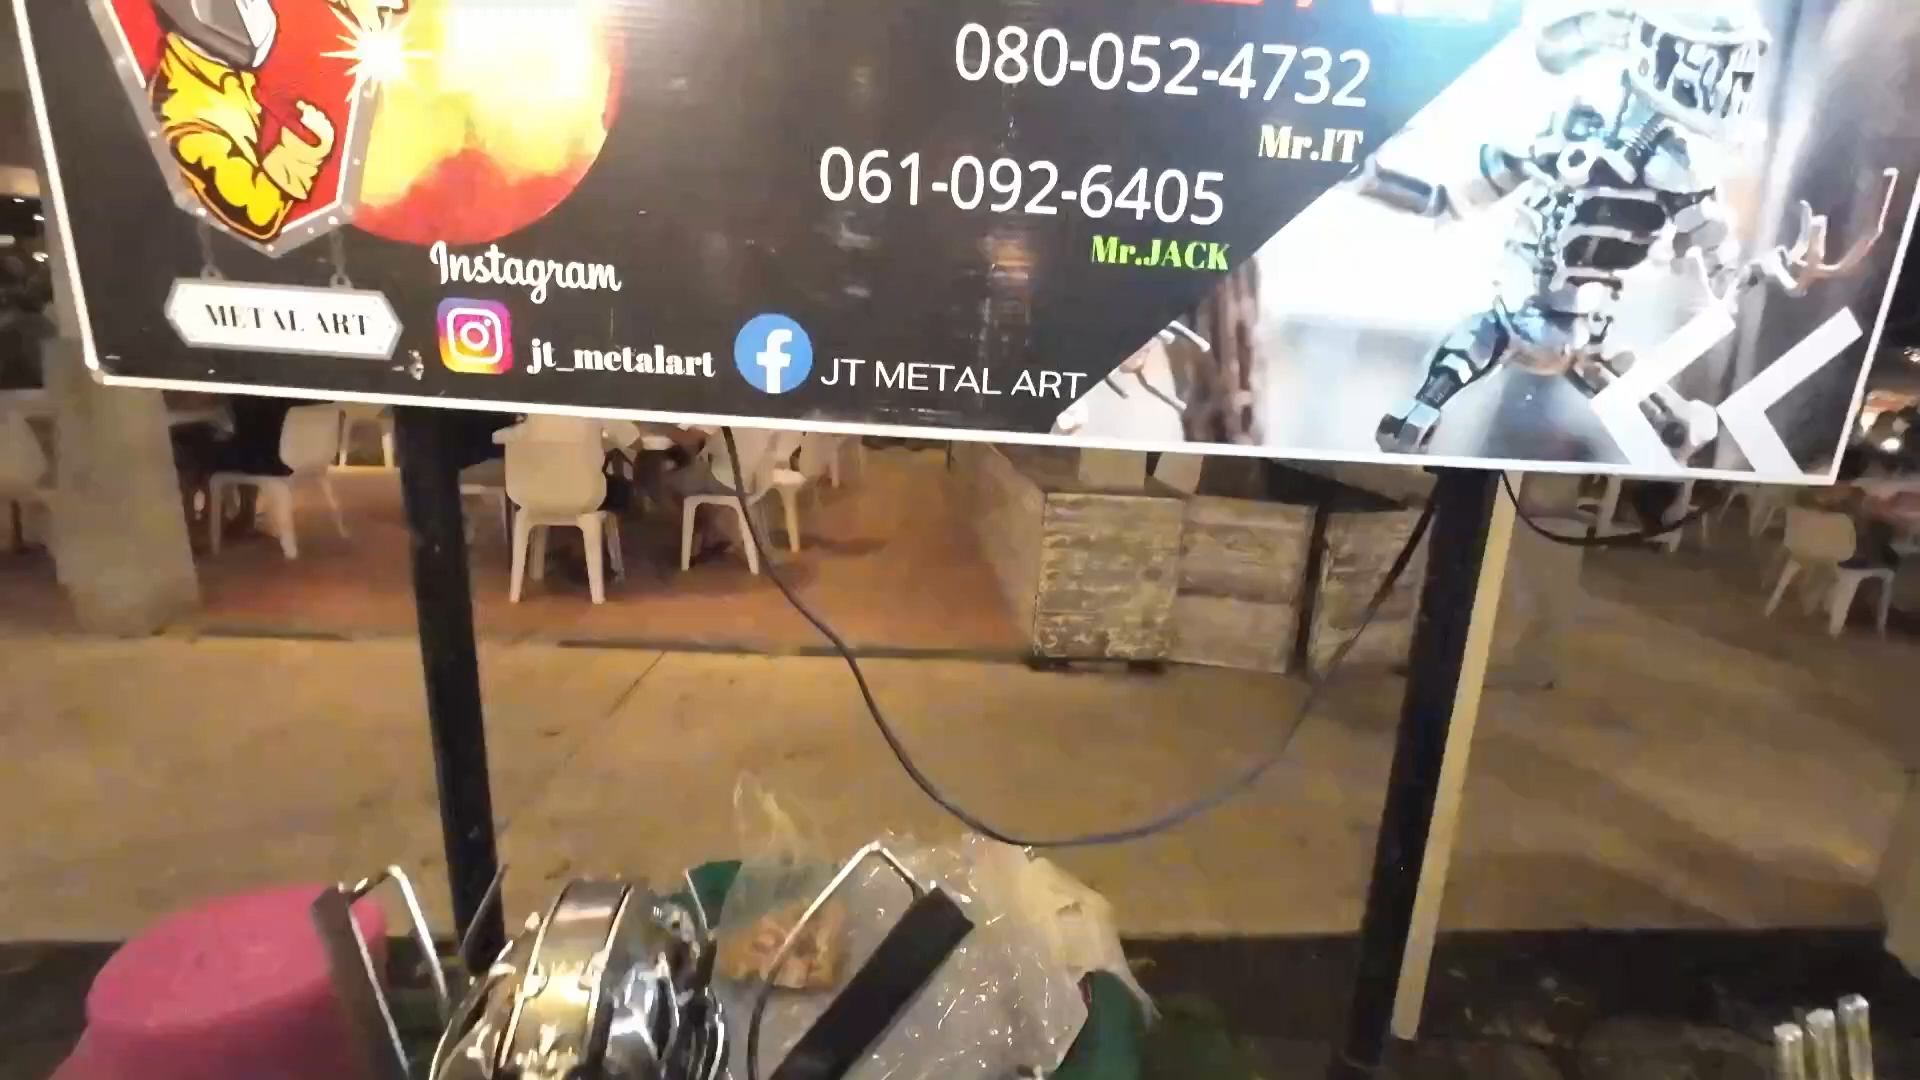 080-052-4732
Mr.IT
061-092-6405
Mr.JACK
Instagram
METAL ART
jt_metalart
JT METAL ART